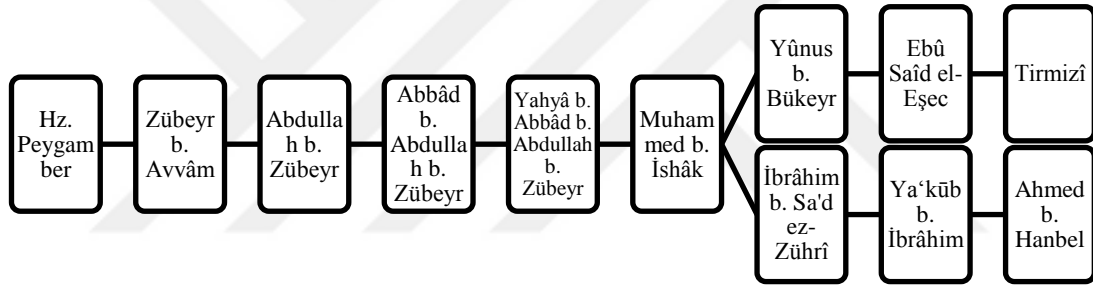 Hz.
Peygam
ber
Zübeyr
b.
Avvâm
Abdulla
h b.
Zübeyr
Abbâd
b.
Abdulla
h b.
Zübeyr
Yahyâ b.
Abbâd b.
Abdullah
b.
Zübeyr
Muham
med b.
İshâk
Yûnus
b.
Bükeyr
Ebû
Saîd el-
Eşec
Tirmizî
İbrâhim
b. Sa'd
ez-
Zührî
Ya‘kūb
b.
İbrâhim
Ahmed
b.
Hanbel